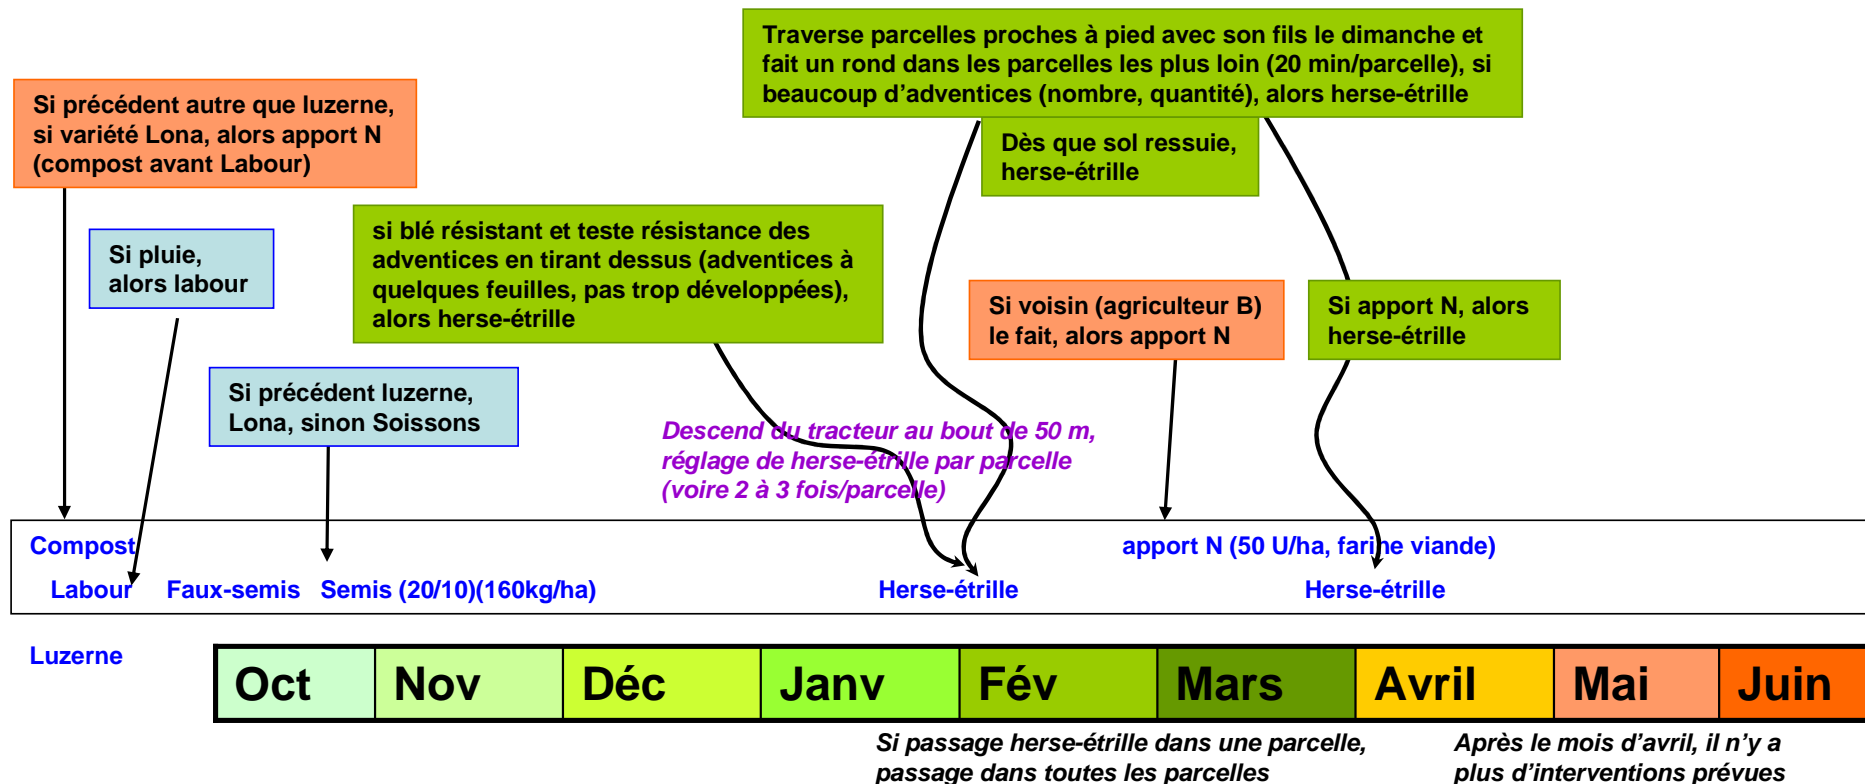 Traverse parcelles proches à pied avec son fils le dimanche et
fait un rond dans les parcelles les plus loin (20 min/parcelle), si
beaucoup d'adventices (nombre, quantité), alors herse-étrille
Si précédent autre que luzerne,
si variété Lona, alors apport N
(compost avant Labour)
Dès que sol ressuie,
herse-étrille
Si pluie,
alors labour
si blé résistant et teste résistance des
adventices en tirant dessus (adventices à
quelques feuilles, pas trop développées),
alors herse-étrille
Si voisin (agriculteur B)
le fait, alors apport N
Si apport N, alors
herse-étrille
Si précédent luzerne,
Lona, sinon Soissons
Descend du tracteur au bout de 50 m,
réglage de herse-étrille par parcelle
(voire 2 à 3 fois/parcelle)
Compost
apport N (50 U/ha, farine viande)
Labour
Faux-semis
Semis (20/10)(160kg/ha)
Herse-étrille
Herse-étrille
Luzerne
Oct
Nov
Déc
Janv
Fév
Mars
Avril
Mai
Juin
Si passage herse-étrille dans une parcelle,
passage dans toutes les parcelles
Après le mois d'avril, il n'y a
plus d'interventions prévues